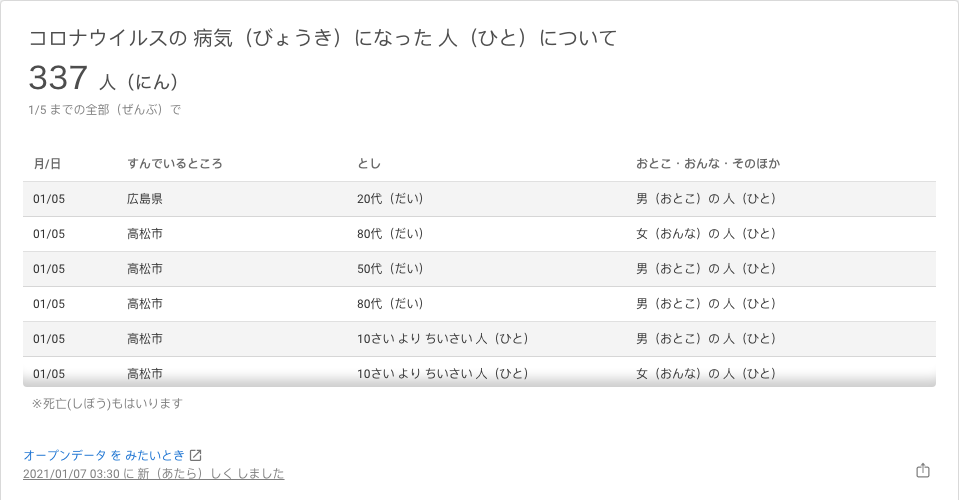 コロナウイルスの 病気（びょうき）になった 人（ひと）について
337 人（にん）
1/5 までの全部（ぜんぶ）で
月/日 すんでいるところ とし おとこ・おんな・そのほか
01/05 広島県 20代（だい） 男（おとこ）の 人（ひと）
01/05 高松市 80代（だい） 女（おんな）の 人（ひと）
01/05 高松市 50代（だい） 男（おとこ）の 人（ひと）
01/05 高松市 80代（だい） 男（おとこ）の 人（ひと）
01/05 高松市 10さい より ちいさい 人（ひと） 男（おとこ）の 人（ひと）
01/05 高松市 10さい より ちいさい 人（ひと） 女（おんな）の 人（ひと）
※死亡(しぼう)もはいります
オープンデータ を みたいとき
2021/01/07 03:30 に 新（あたら）しく しました